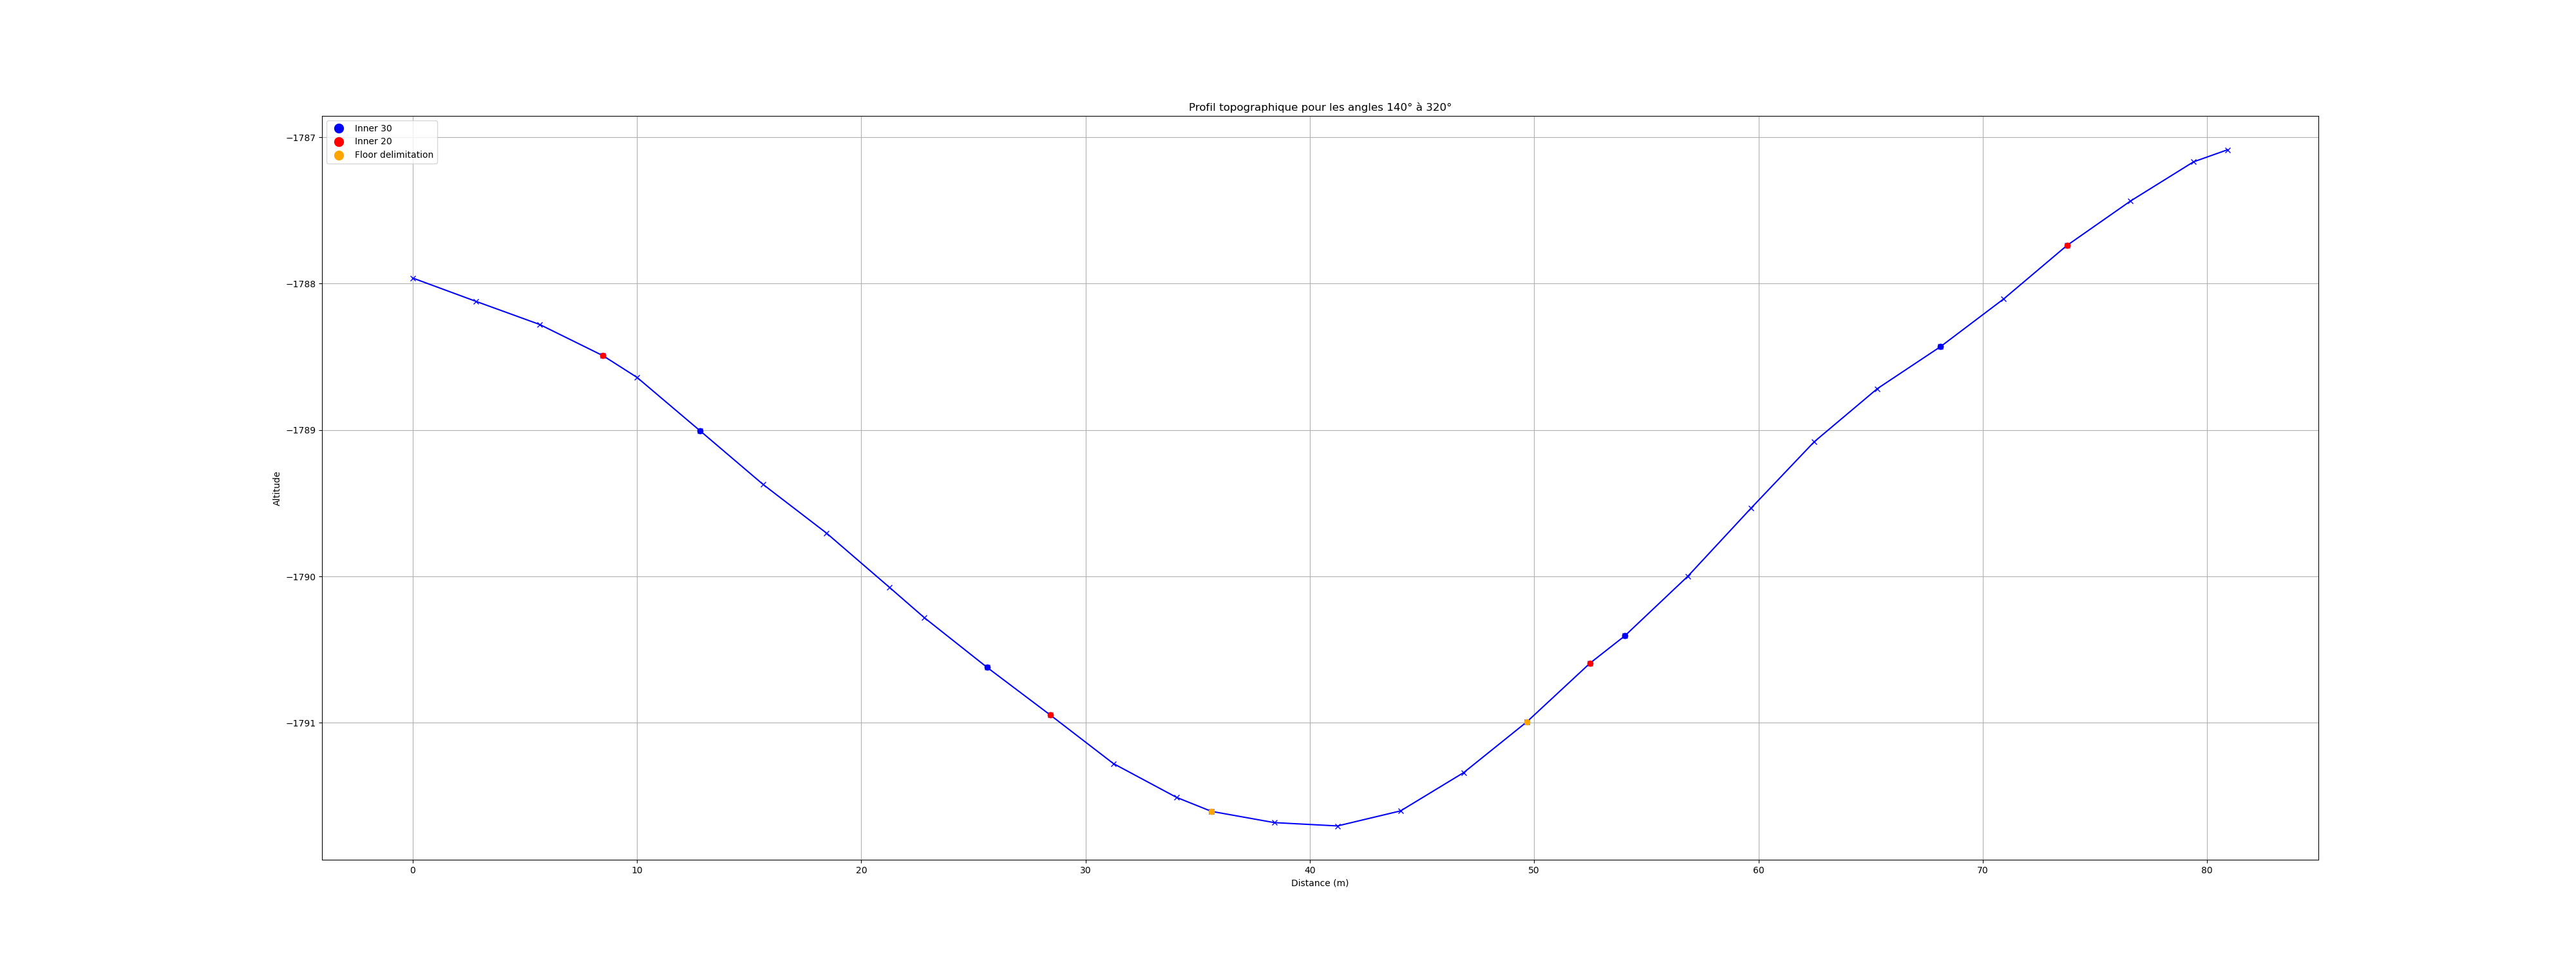 Profil topographique pour les angles 140° à 320°
Inner 30
Inner 20
Floor delimitation
−1787
−1788
−1789
−1790
−1791
Altitude
0 10 20 30 40 50 60 70 80
Distance (m)